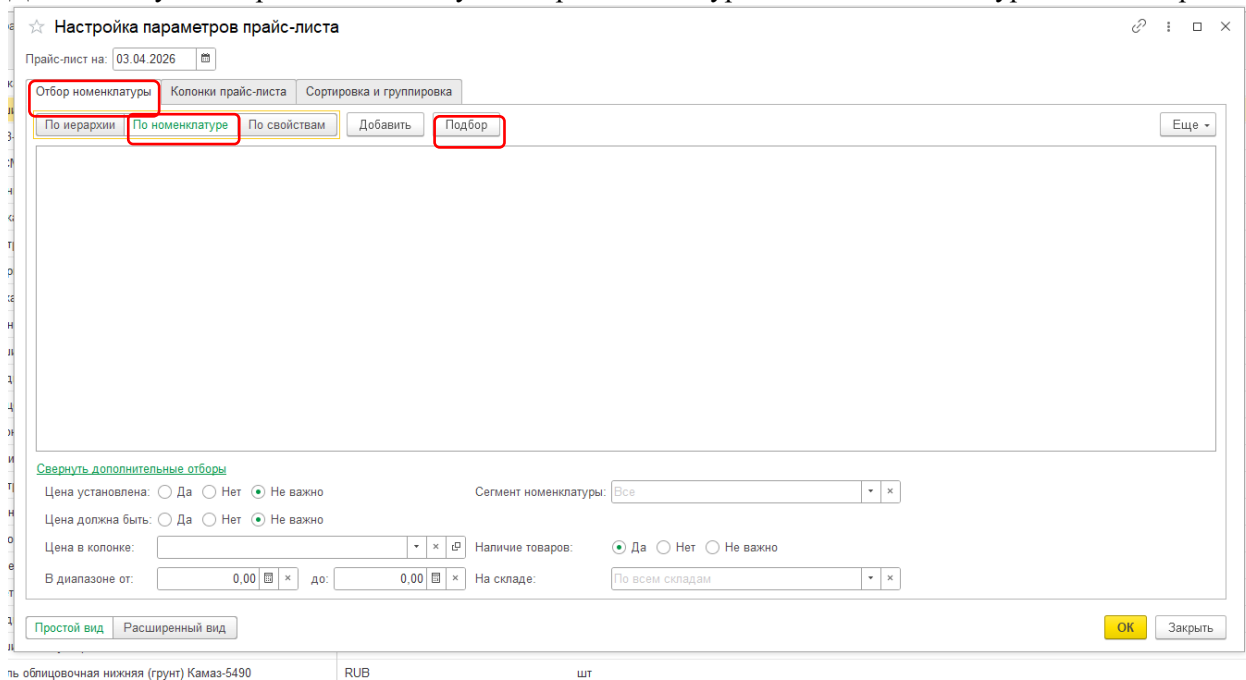 Настройка параметров прайс-листа
Прайс-лист на: 03.04.2026
Отбор номенклатуры Колонки прайс-листа Сортировка и группировка
По иерархии По номенклатуре По свойствам Добавить Подбор Еще
Свернуть дополнительные отборы
Цена установлена: Да Нет Не важно Сегмент номенклатуры: Все
Цена должна быть: Да Нет Не важно
Цена в колонке: Наличие товаров: Да Нет Не важно
В диапазоне от: 0,00 до: 0,00 На складе: По всем складам
Простой вид Расширенный вид ОК Закрыть
облицовочная нижняя (грунт) Камаз-5490 RUB шт